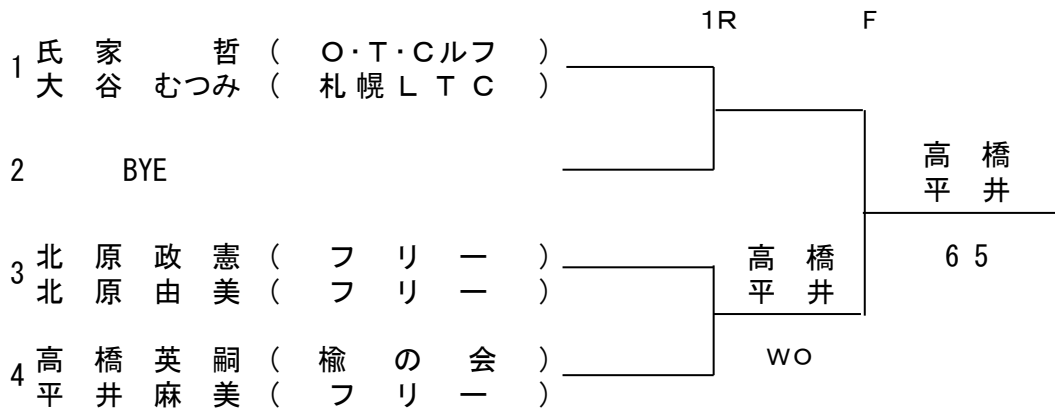 1R F
1 氏家 哲 ( O・T・Cルフ )
大谷 むつみ ( 札幌LTC )
2 BYE
高橋
平井
3 北原政憲 ( フリー )
北原由美 ( フリー )
高橋
平井
6 5
4 高橋英嗣 ( 楡の会 )
平井麻美 ( フリー )
WO